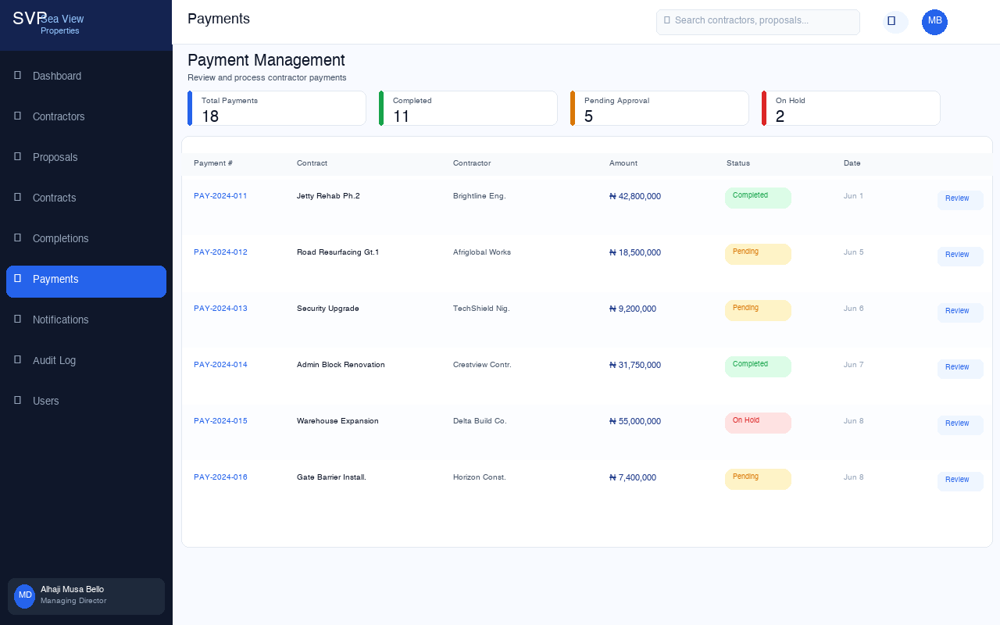 SVP Sea View
Properties
Payments
Search contractors, proposals...
MB
Dashboard
Contractors
Proposals
Contracts
Completions
Payments
Notifications
Audit Log
Users
MD
Alhaji Musa Bello
Managing Director
Payment Management
Review and process contractor payments
Total Payments
18
Completed
11
Pending Approval
5
On Hold
2
Payment # Contract Contractor Amount Status Date
PAY-2024-011 Jetty Rehab Ph.2 Brightline Eng. ₦ 42,800,000 Completed Jun 1 Review
PAY-2024-012 Road Resurfacing Gt.1 Afriglobal Works ₦ 18,500,000 Pending Jun 5 Review
PAY-2024-013 Security Upgrade TechShield Nig. ₦ 9,200,000 Pending Jun 6 Review
PAY-2024-014 Admin Block Renovation Crestview Contr. ₦ 31,750,000 Completed Jun 7 Review
PAY-2024-015 Warehouse Expansion Delta Build Co. ₦ 55,000,000 On Hold Jun 8 Review
PAY-2024-016 Gate Barrier Install. Horizon Const. ₦ 7,400,000 Pending Jun 8 Review